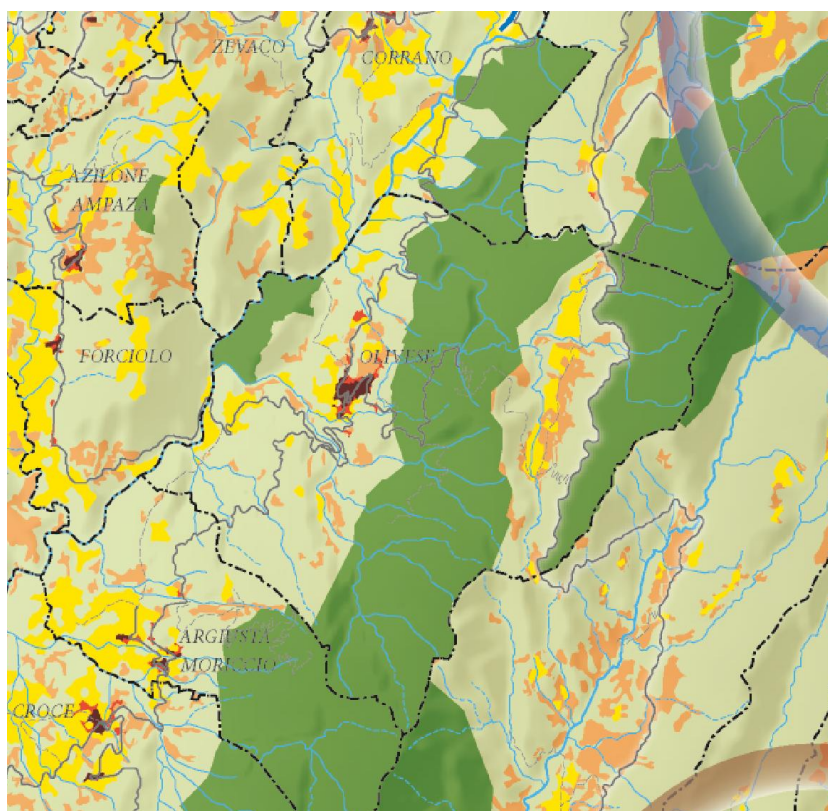 ZEVACO
CORRANO
AZILONE
AMPAZA
FORCIOLO
OLIVESE
ARGIUSTA
MORICCIO
CROCE